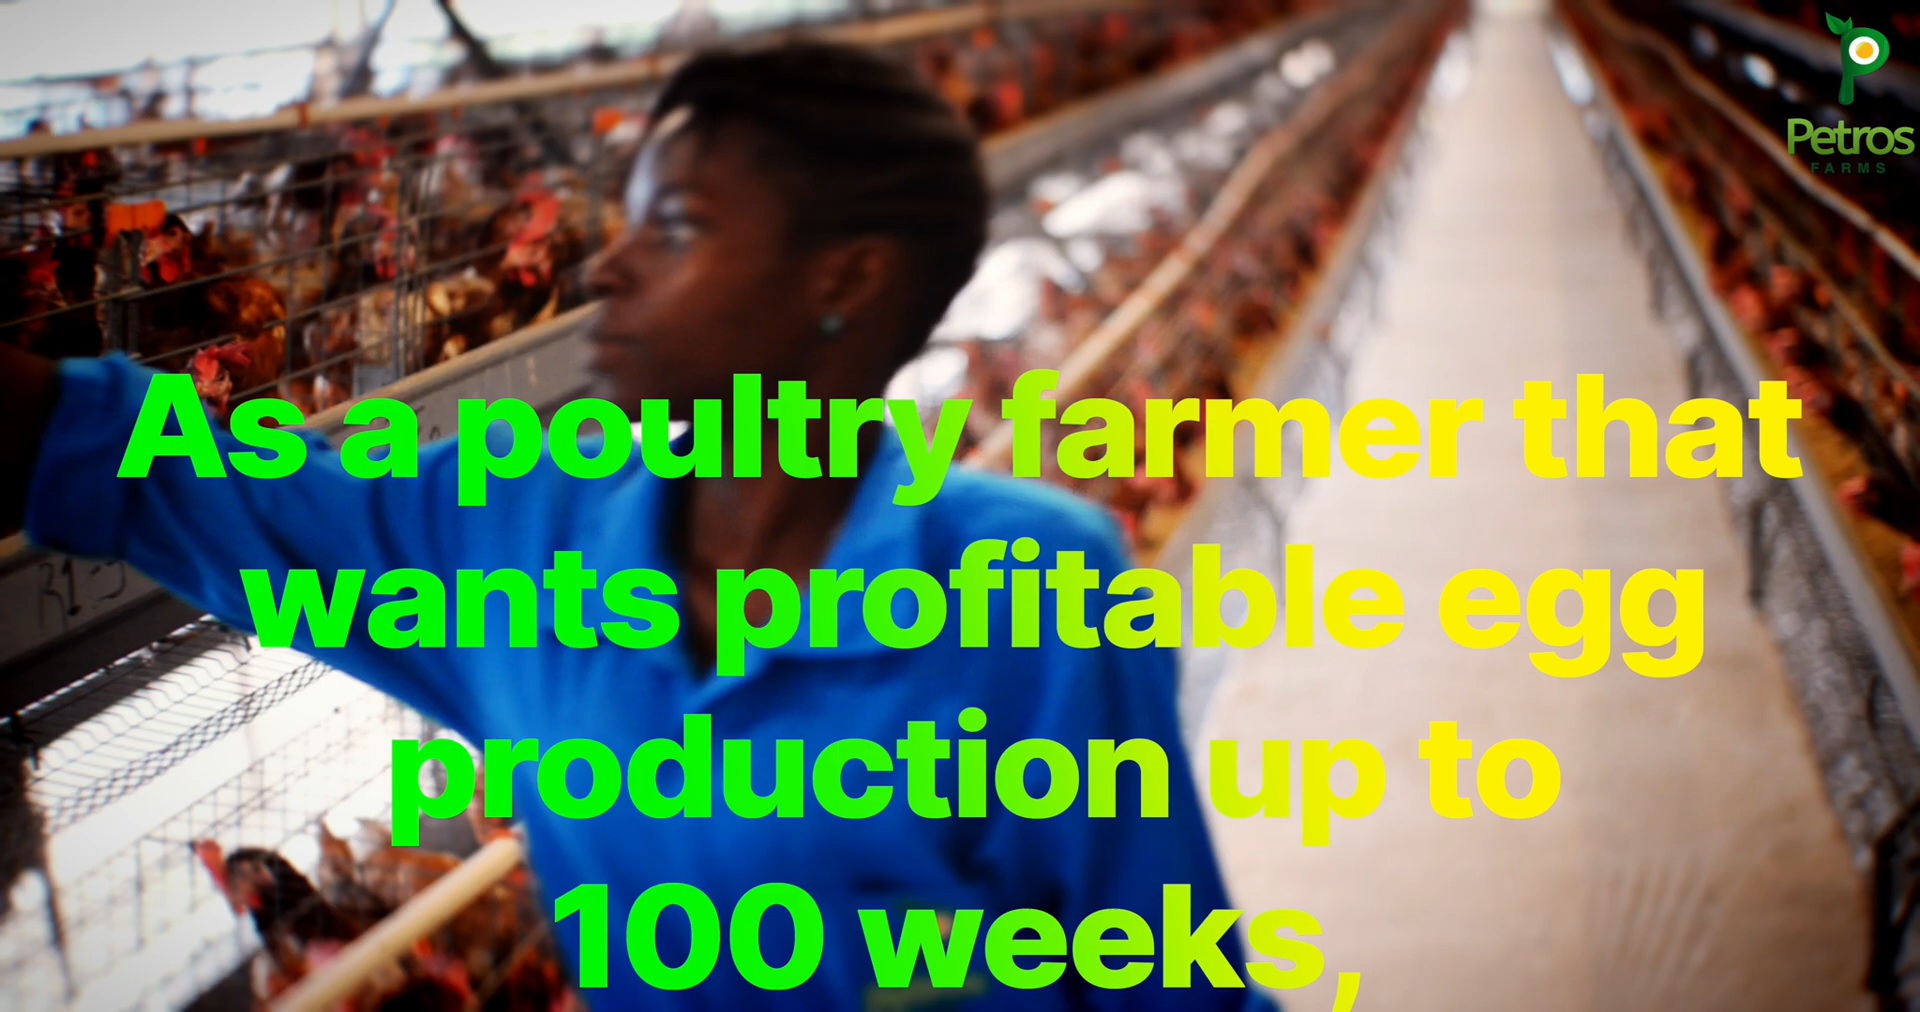 Petros
FARMS
As a poultry farmer that
wants profitable egg
production up to
100 weeks,